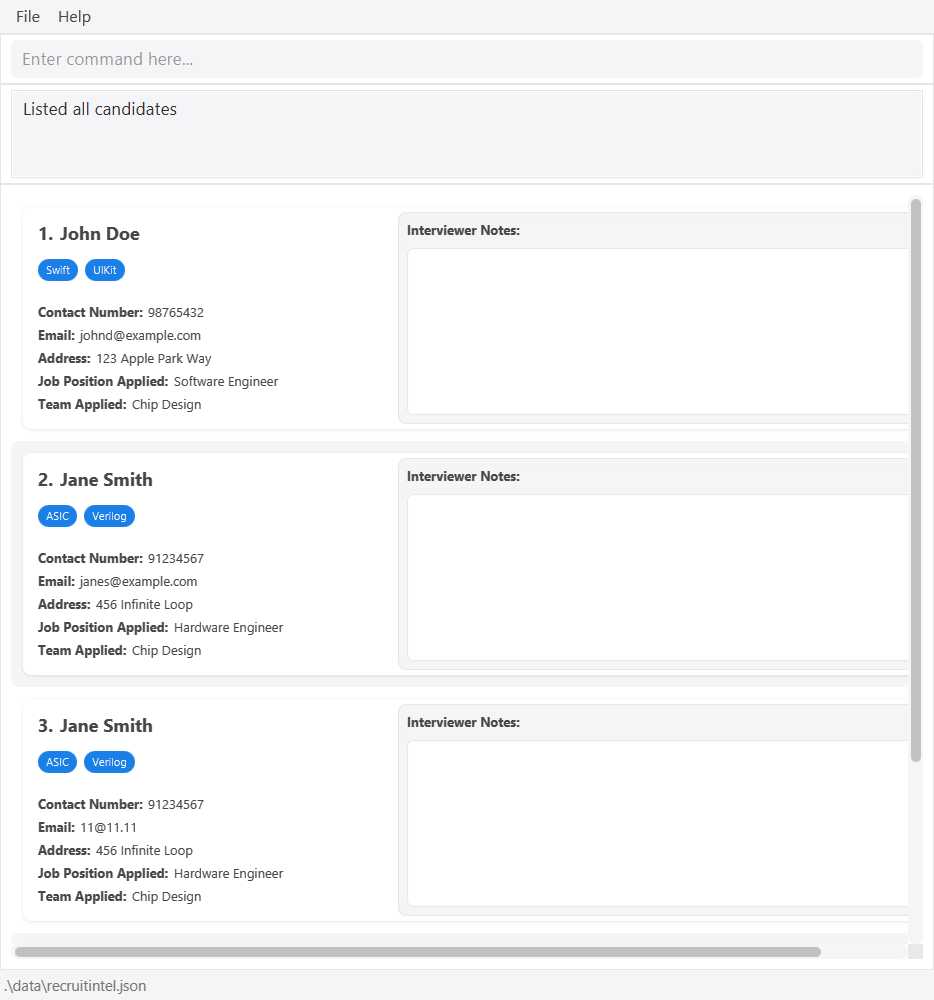 File Help
Enter command here...
Listed all candidates
1. John Doe
Swift UIKit
Contact Number: 98765432
Email: johnd@example.com
Address: 123 Apple Park Way
Job Position Applied: Software Engineer
Team Applied: Chip Design
Interviewer Notes:
2. Jane Smith
ASIC Verilog
Contact Number: 91234567
Email: janes@example.com
Address: 456 Infinite Loop
Job Position Applied: Hardware Engineer
Team Applied: Chip Design
Interviewer Notes:
3. Jane Smith
ASIC Verilog
Contact Number: 91234567
Email: 11@11.11
Address: 456 Infinite Loop
Job Position Applied: Hardware Engineer
Team Applied: Chip Design
Interviewer Notes:
.\data\recruitintel.json